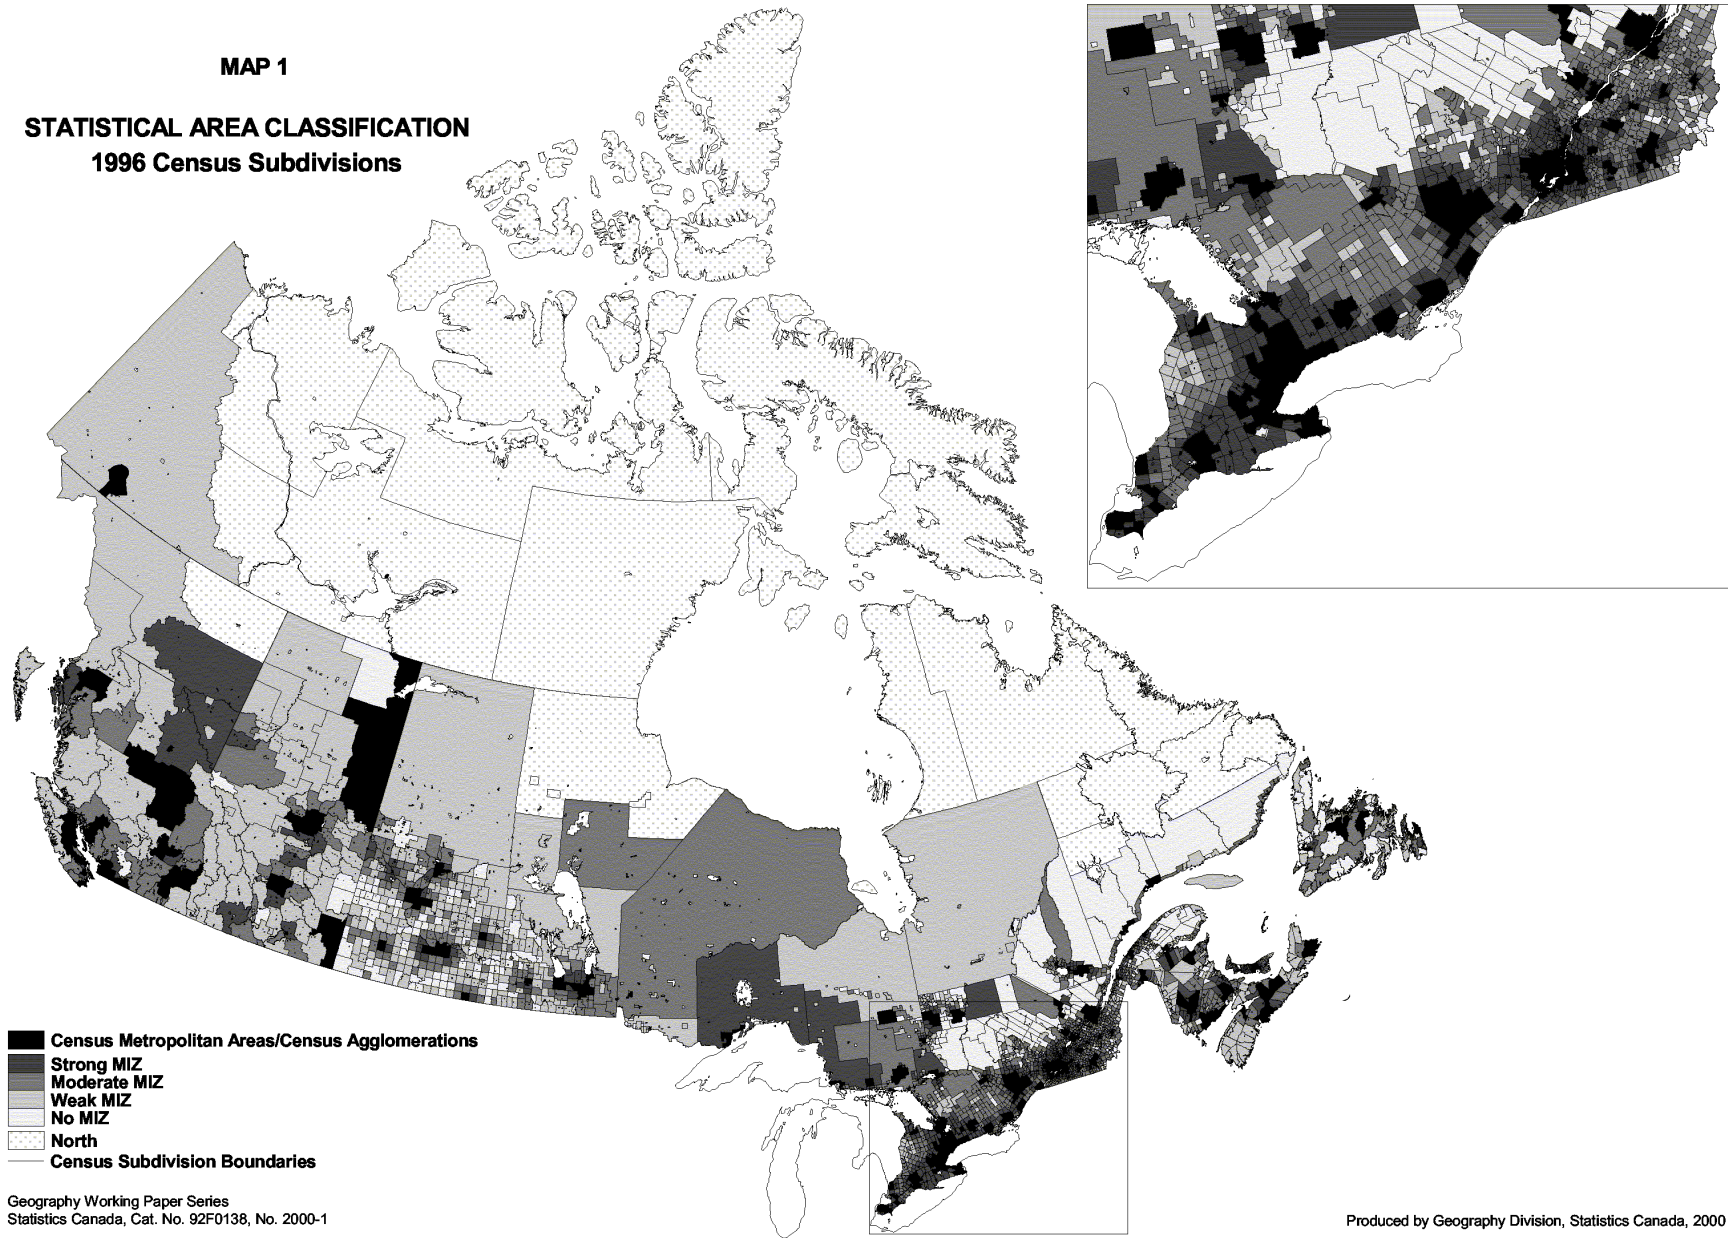 MAP 1
STATISTICAL AREA CLASSIFICATION
1996 Census Subdivisions
Census Metropolitan Areas/Census Agglomerations
Strong MIZ
Moderate MIZ
Weak MIZ
No MIZ
North
Census Subdivision Boundaries
Geography Working Paper Series
Statistics Canada, Cat. No. 92F0138, No. 2000-1
Produced by Geography Division, Statistics Canada, 2000